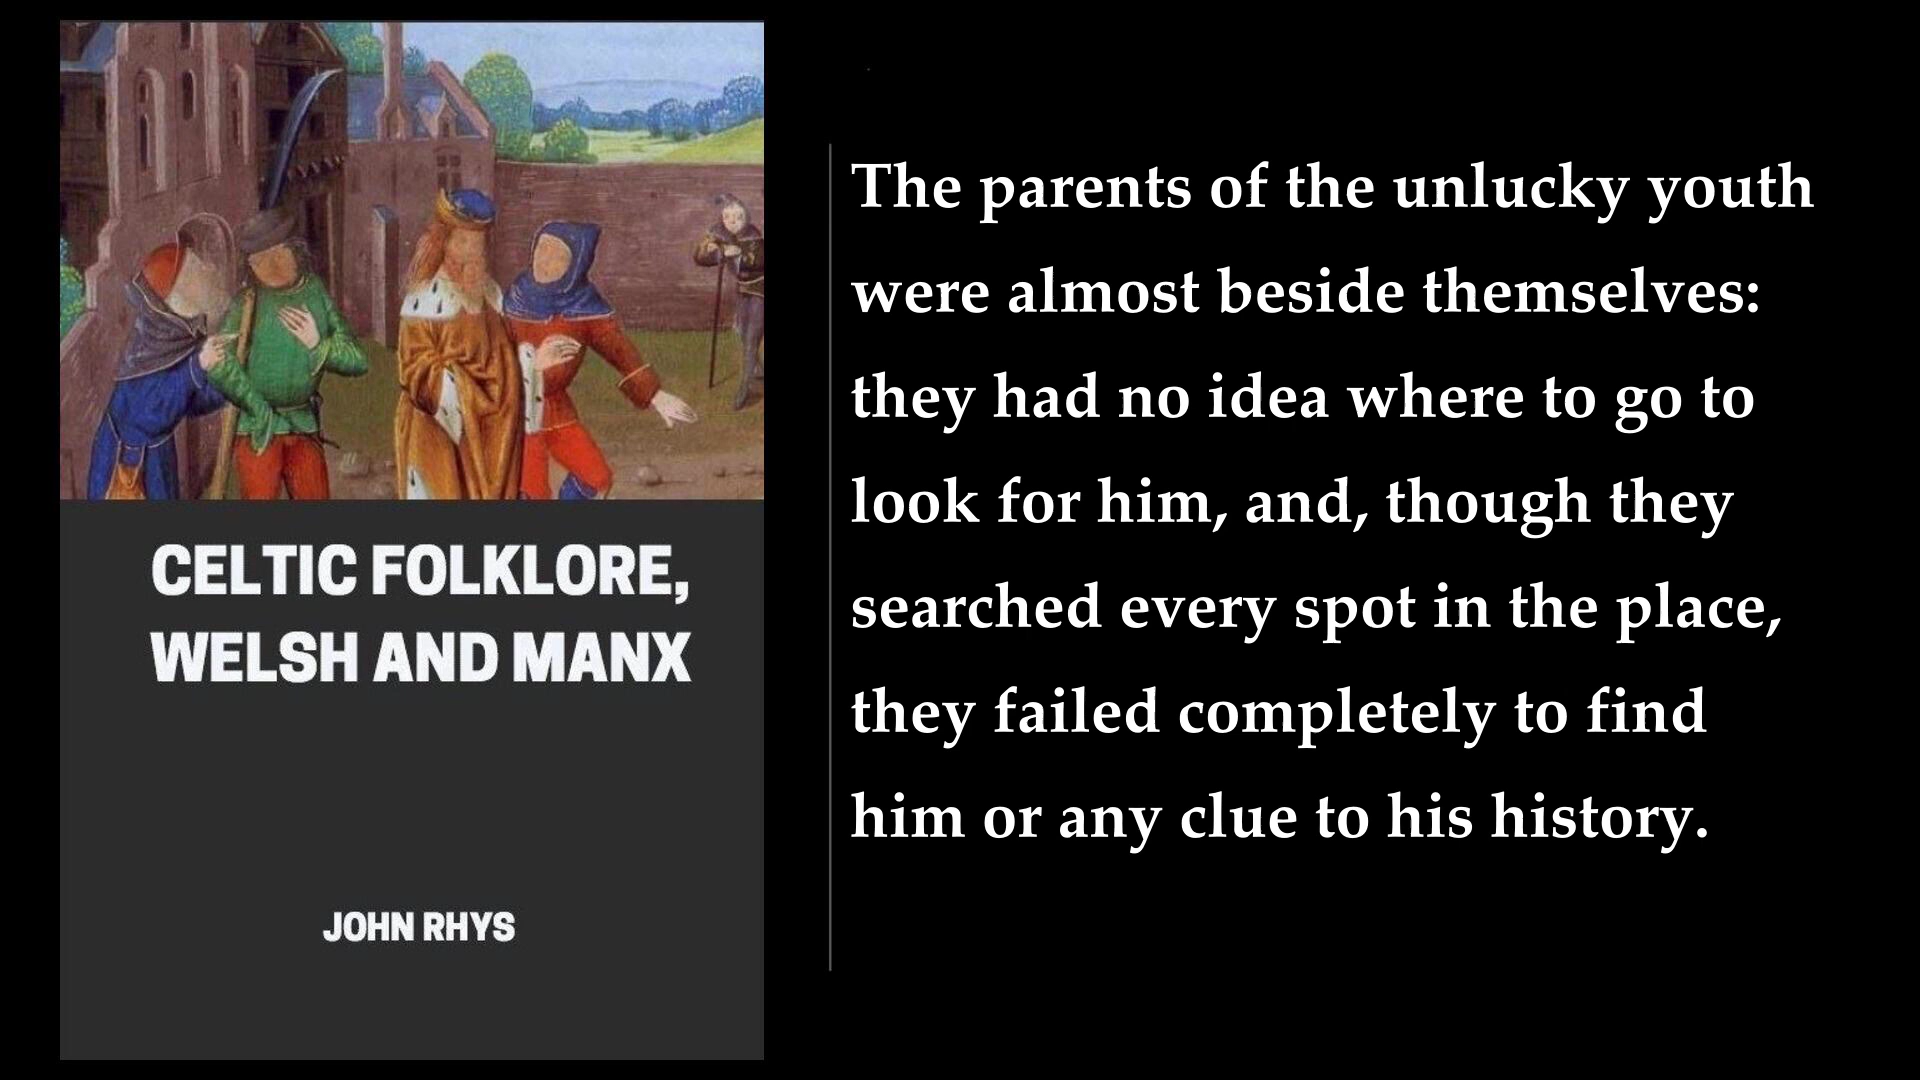 CELTIC FOLKLORE,
WELSH AND MANX
JOHN RHYS
The parents of the unlucky youth
were almost beside themselves:
they had no idea where to go to
look for him, and, though they
searched every spot in the place,
they failed completely to find
him or any clue to his history.